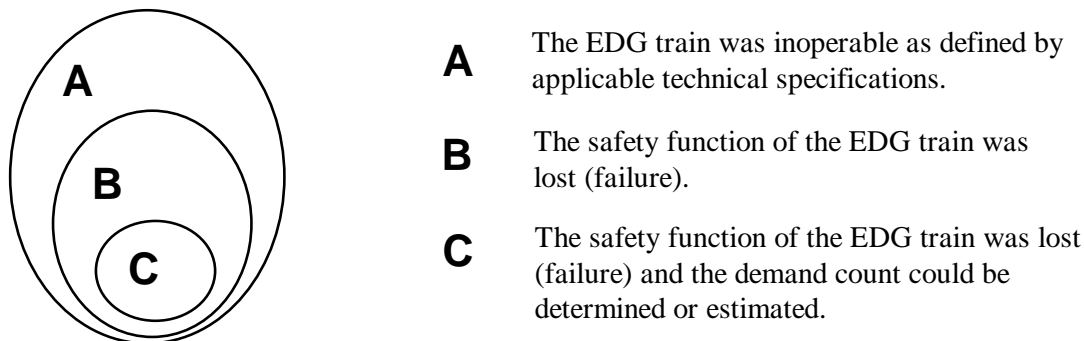 A
B
C
A
The EDG train was inoperable as defined by
applicable technical specifications.
B
The safety function of the EDG train was
lost (failure).
C
The safety function of the EDG train was lost
(failure) and the demand count could be
determined or estimated.